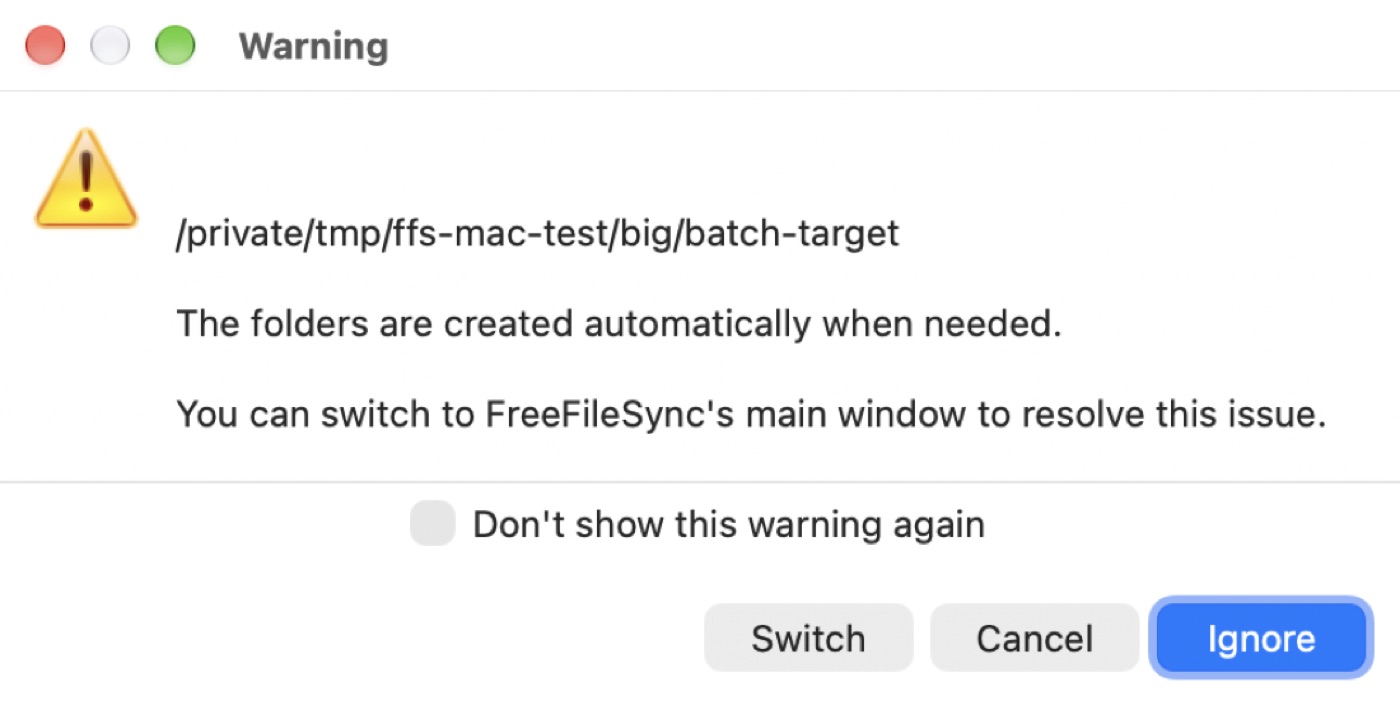 Warning
/private/tmp/ffs-mac-test/big/batch-target
The folders are created automatically when needed.
You can switch to FreeFileSync's main window to resolve this issue.
Don't show this warning again
Switch
Cancel
Ignore